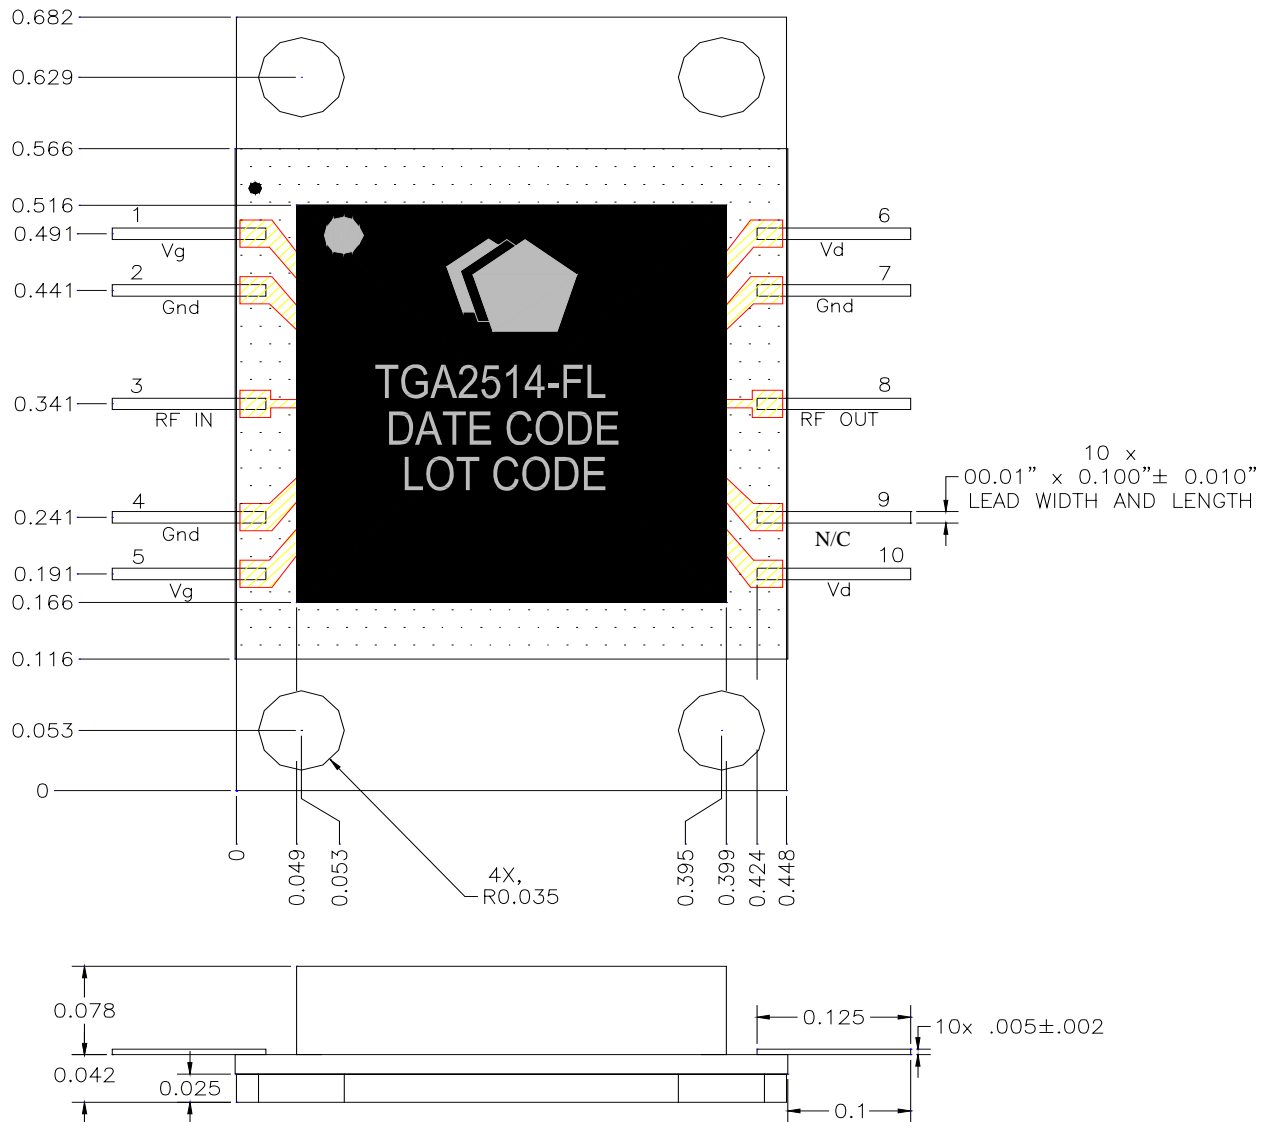 0.682
0.629
0.566
0.516
0.491
0.441
0.341
0.241
0.191
0.166
0.116
0.053
0
1
Vg
2
Gnd
3
RF IN
4
Gnd
5
Vg
TGA2514-FL
DATE CODE
LOT CODE
6
Vd
7
Gnd
8
RF OUT
9
N/C
10
Vd
10 x
00.01” x 0.100”± 0.010”
LEAD WIDTH AND LENGTH
0
0.049
0.053
0.395
0.399
0.424
0.448
4X,
R0.035
0.078
0.042
0.025
0.125
10x .005±.002
0.1